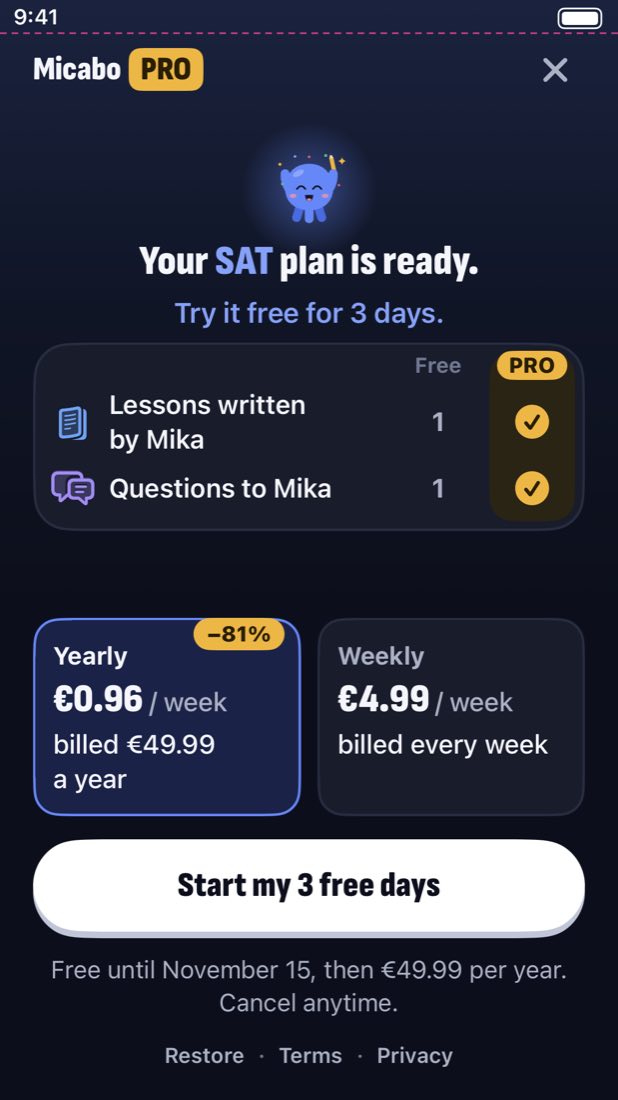 9:41
Micabo PRO
Your SAT plan is ready.
Try it free for 3 days.
Free PRO
Lessons written
by Mika
1
Questions to Mika 1
−81%
Yearly
€0.96 / week
billed €49.99
a year
Weekly
€4.99 / week
billed every week
Start my 3 free days
Free until November 15, then €49.99 per year.
Cancel anytime.
Restore · Terms · Privacy